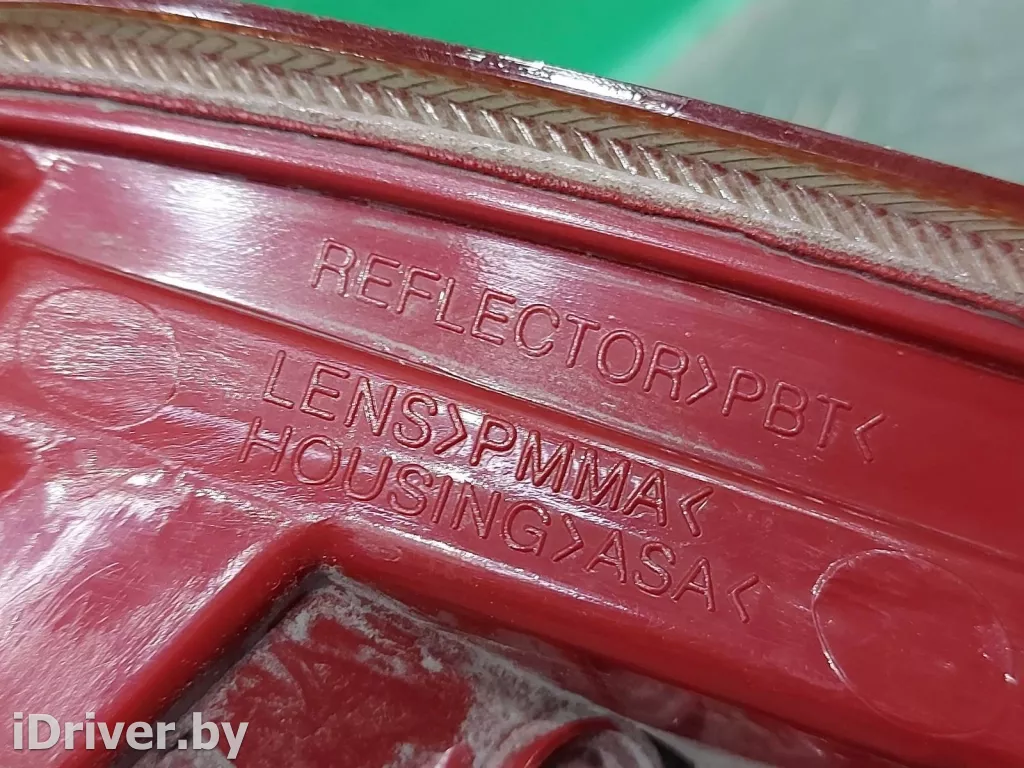 REFLECTOR>PBT<
LENS>PMMA<
HOUSING>ASA<
iDriver.by